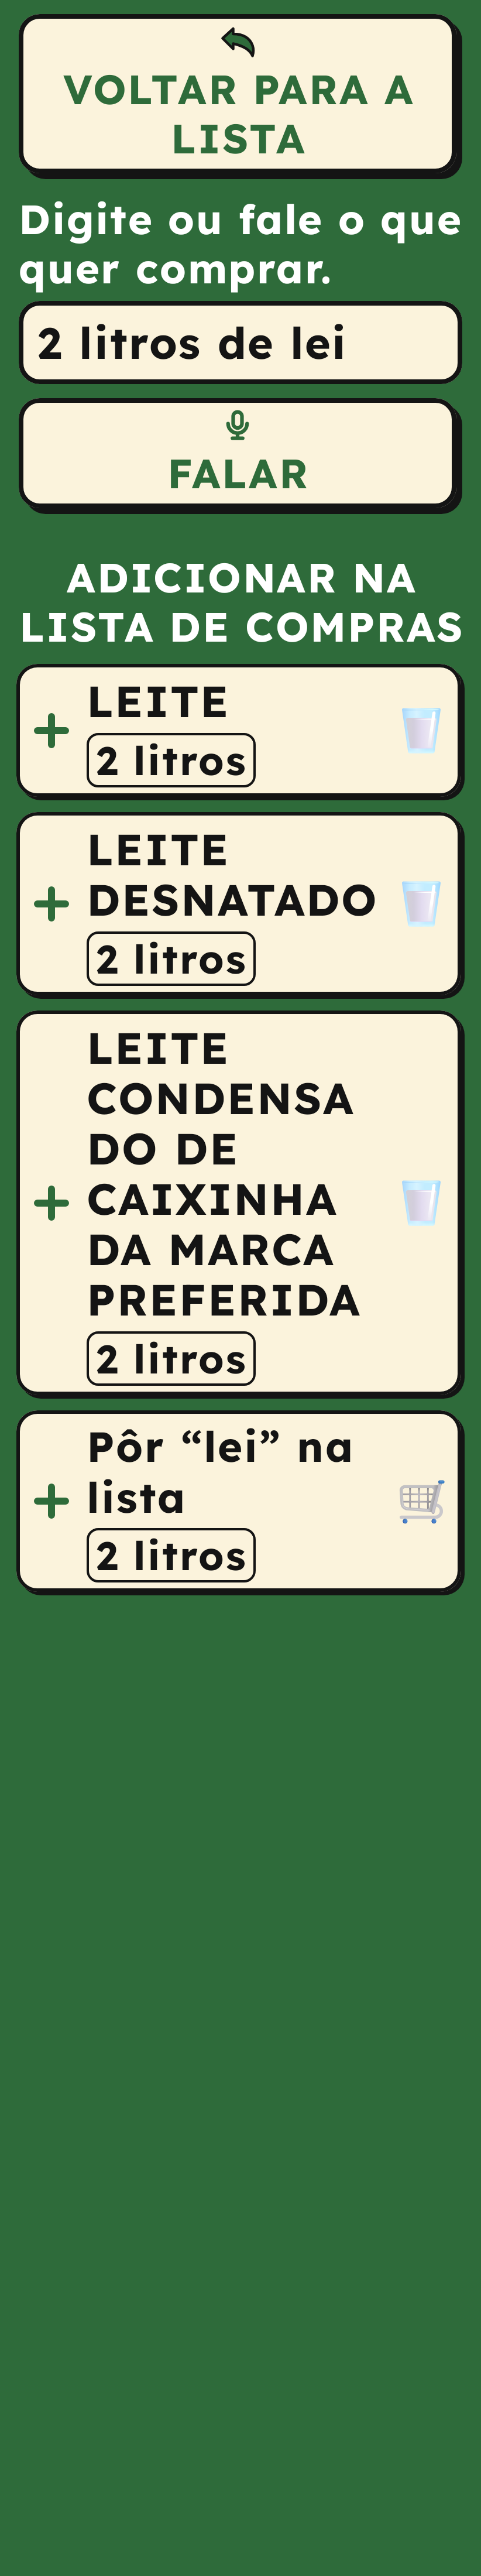 VOLTAR PARA A
LISTA
Digite ou fale o que
quer comprar.
2 litros de lei
FALAR
ADICIONAR NA
LISTA DE COMPRAS
LEITE
2 litros
LEITE
DESNATADO
2 litros
LEITE
CONDENSA
DO DE
CAIXINHA
DA MARCA
PREFERIDA
2 litros
Pôr “lei” na
lista
2 litros